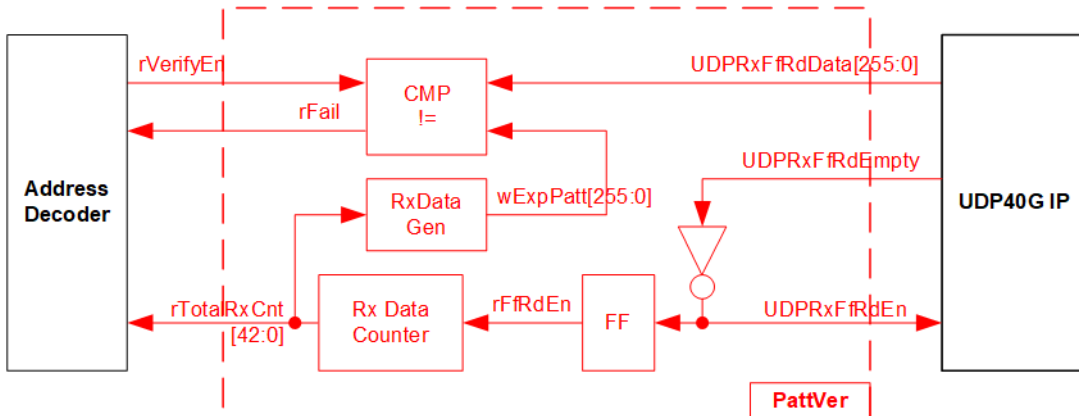 rVerifyEn
UDPRxFfRdData[255:0]
CMP
!=
rFail
UDPRxFfRdEmpty
Address
Decoder
RxData
Gen
wExpPatt[255:0]
UDP40G IP
rTotalRxCnt
[42:0]
Rx Data
Counter
rFfRdEn
FF
UDPRxFfRdEn
PattVer